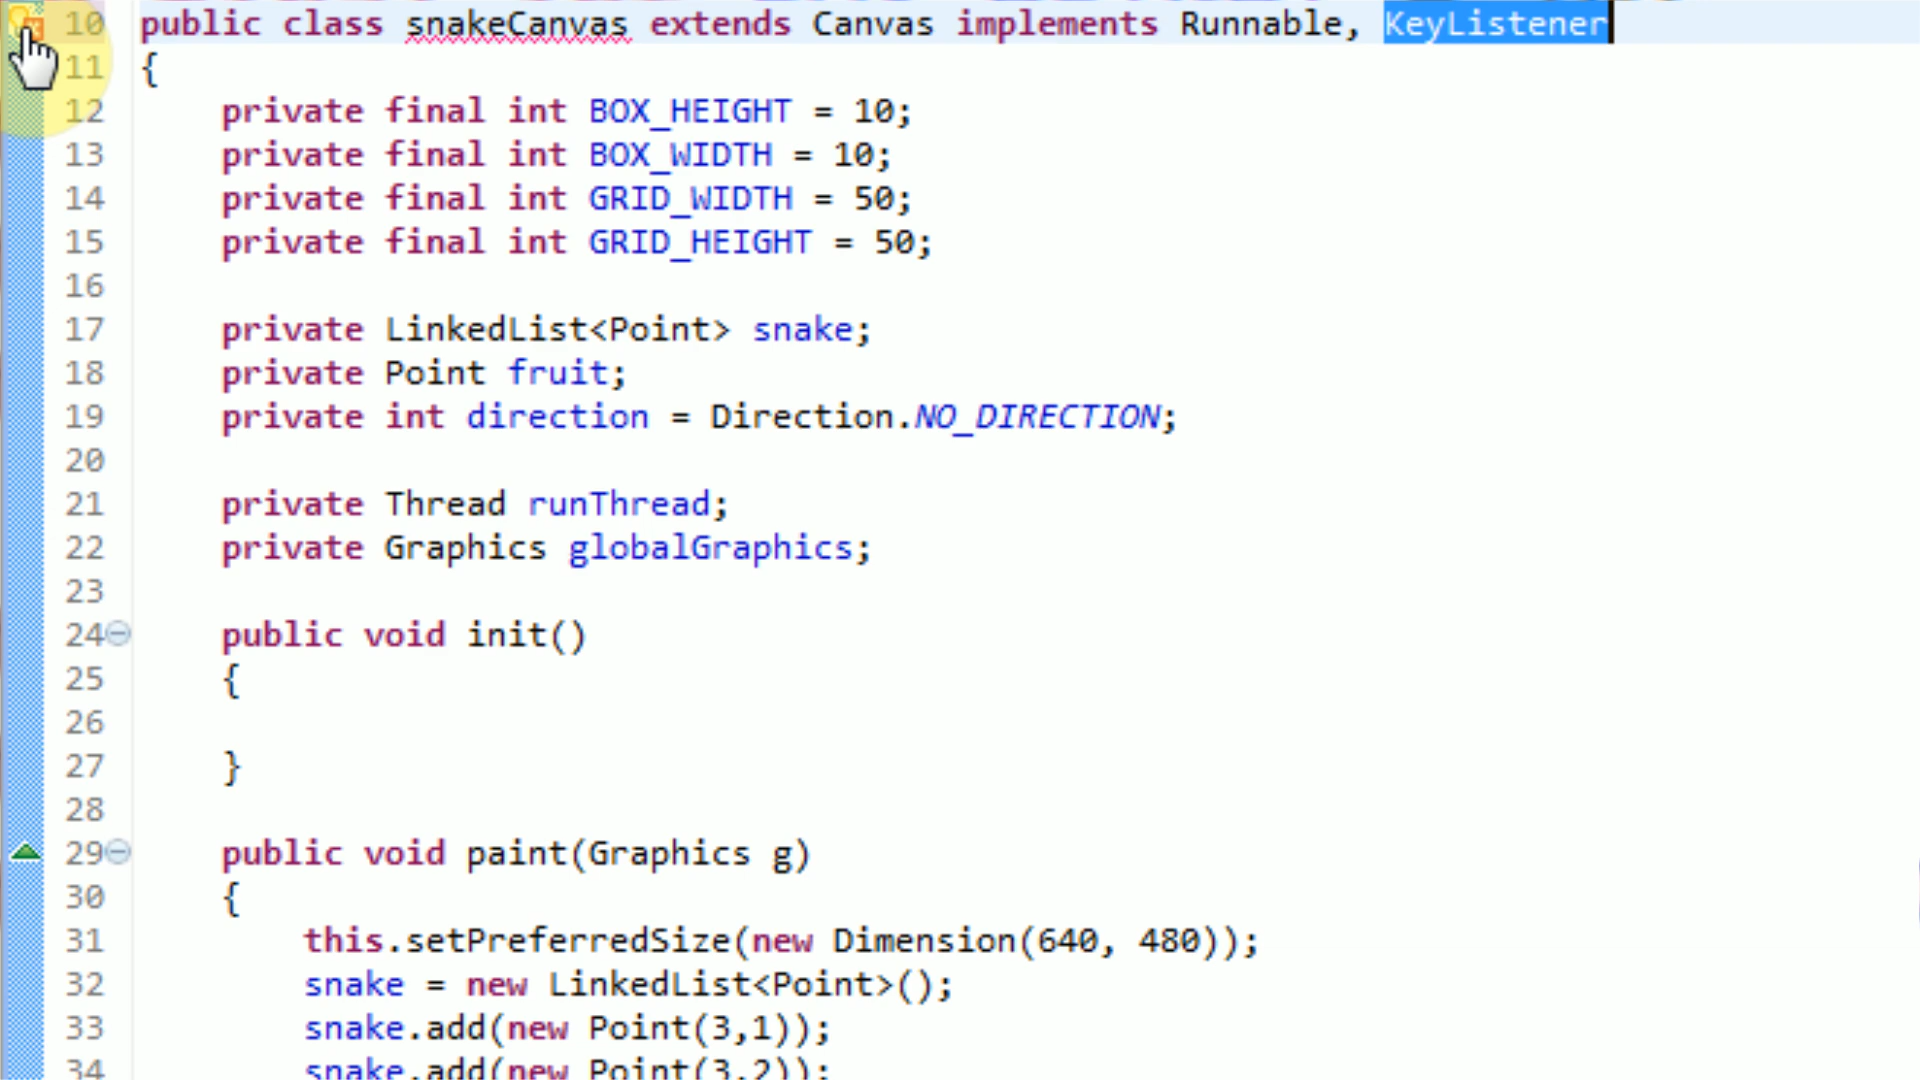 10 public class snakeCanvas extends Canvas implements Runnable, KeyListener
11 {
12 private final int BOX_HEIGHT = 10;
13 private final int BOX_WIDTH = 10;
14 private final int GRID_WIDTH = 50;
15 private final int GRID_HEIGHT = 50;
16
17 private LinkedList<Point> snake;
18 private Point fruit;
19 private int direction = Direction.NO_DIRECTION;
20
21 private Thread runThread;
22 private Graphics globalGraphics;
23
24 public void init()
25 {
26
27 }
28
29 public void paint(Graphics g)
30 {
31 this.setPreferredSize(new Dimension(640, 480));
32 snake = new LinkedList<Point>();
33 snake.add(new Point(3,1));
34 snake.add(new Point(3,2));